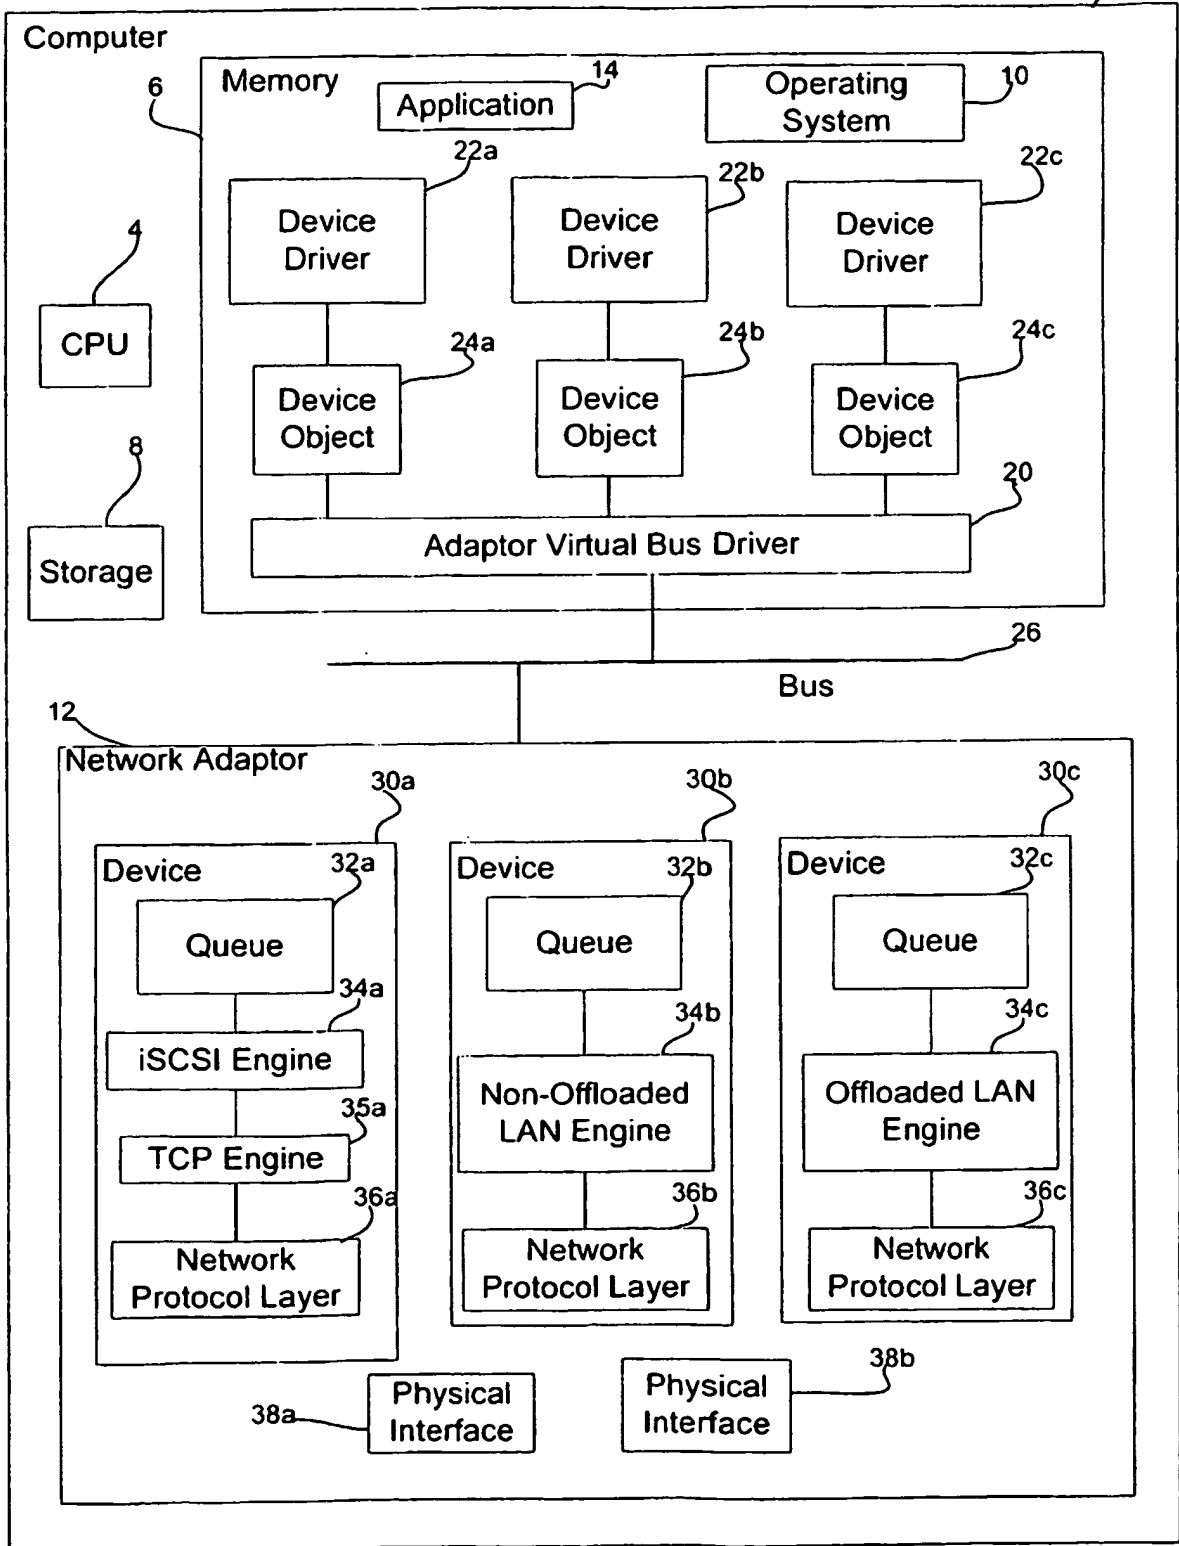 Computer
Memory
6
14
Application
10
Operating
System
22a
22b
22c
Device
Driver
Device
Driver
Device
Driver
4
CPU
24a
24b
24c
Device
Object
Device
Object
Device
Object
8
Storage
20
Adaptor Virtual Bus Driver
26
Bus
12
Network Adaptor
30a
30b
30c
Device
32a
Device
32b
Device
32c
Queue
Queue
Queue
34a
34b
34c
iSCSI Engine
Non-Offloaded
LAN Engine
Offloaded LAN
Engine
35a
TCP Engine
36a
36b
36c
Network
Protocol Layer
Network
Protocol Layer
Network
Protocol Layer
38a
Physical
Interface
Physical
Interface
38b